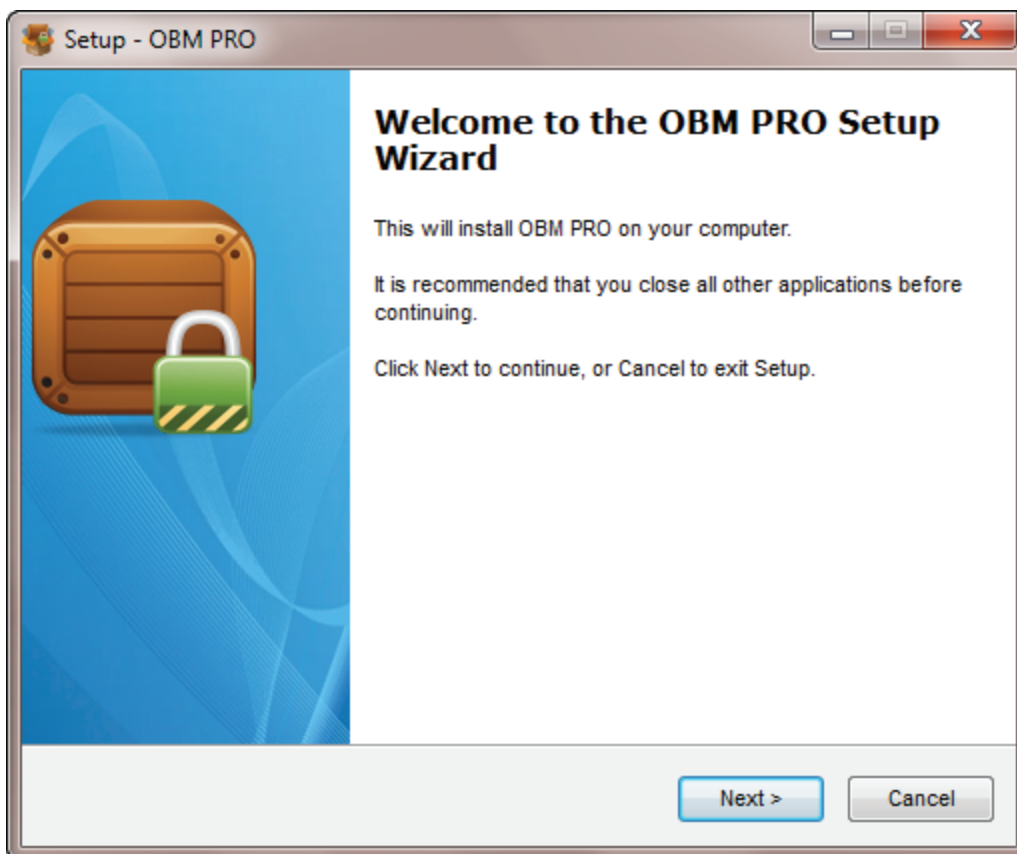 Setup - OBM PRO
Welcome to the OBM PRO Setup
Wizard
This will install OBM PRO on your computer.
It is recommended that you close all other applications before
continuing.
Click Next to continue, or Cancel to exit Setup.
Next >
Cancel